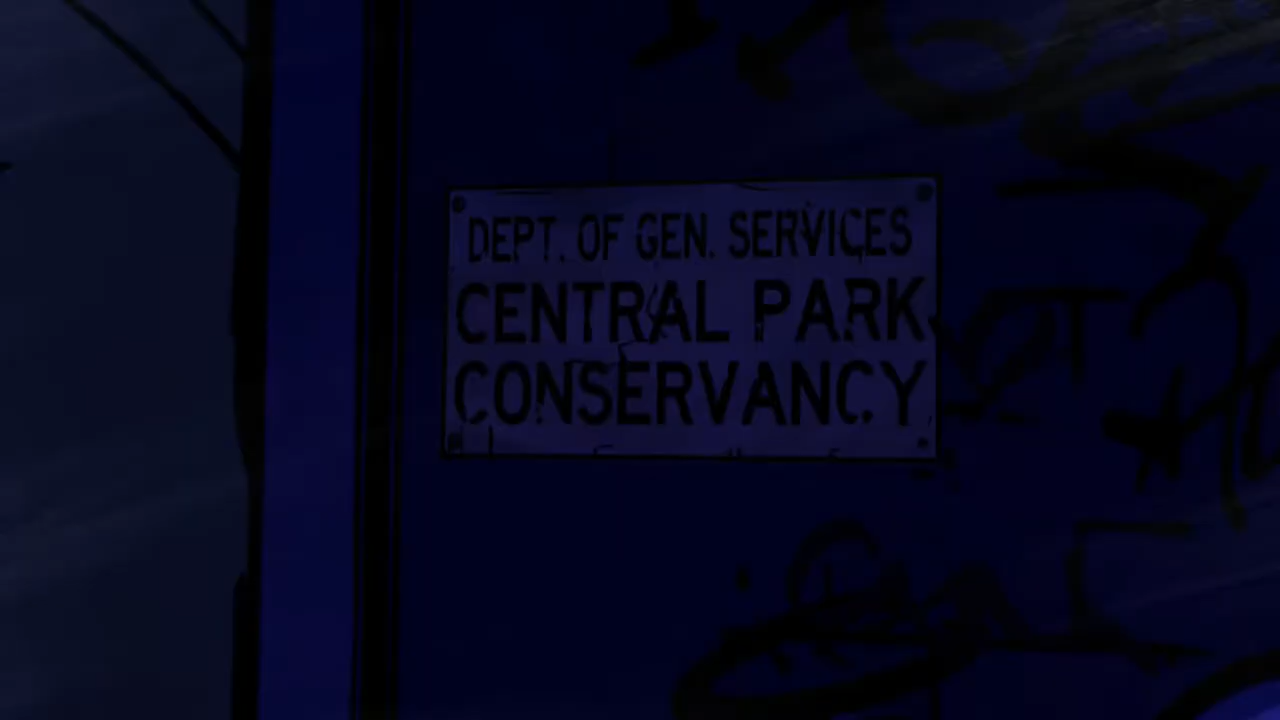 DEPT. OF GEN. SERVICES
CENTRAL PARK
CONSERVANCY